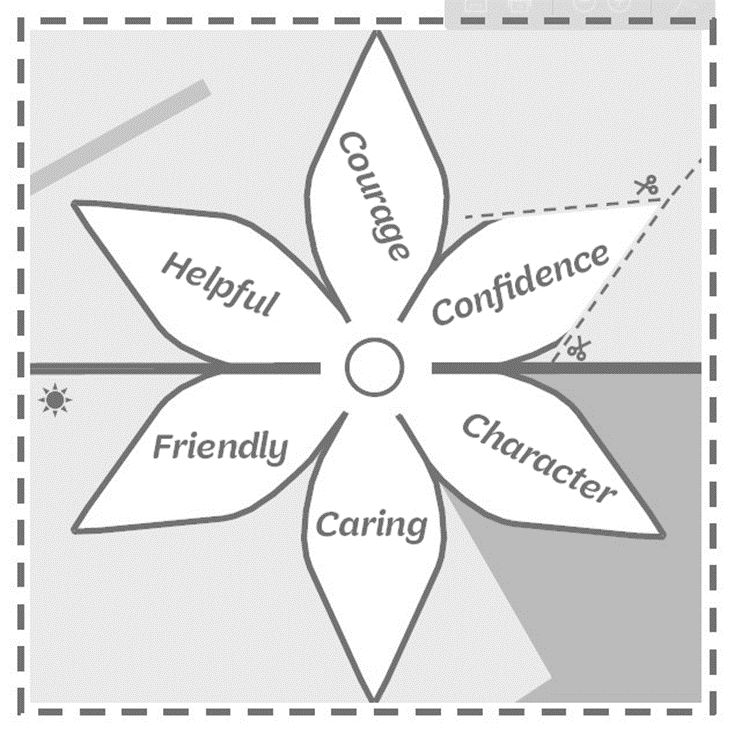 Courage
Helpful
Confidence
Friendly
Character
Caring